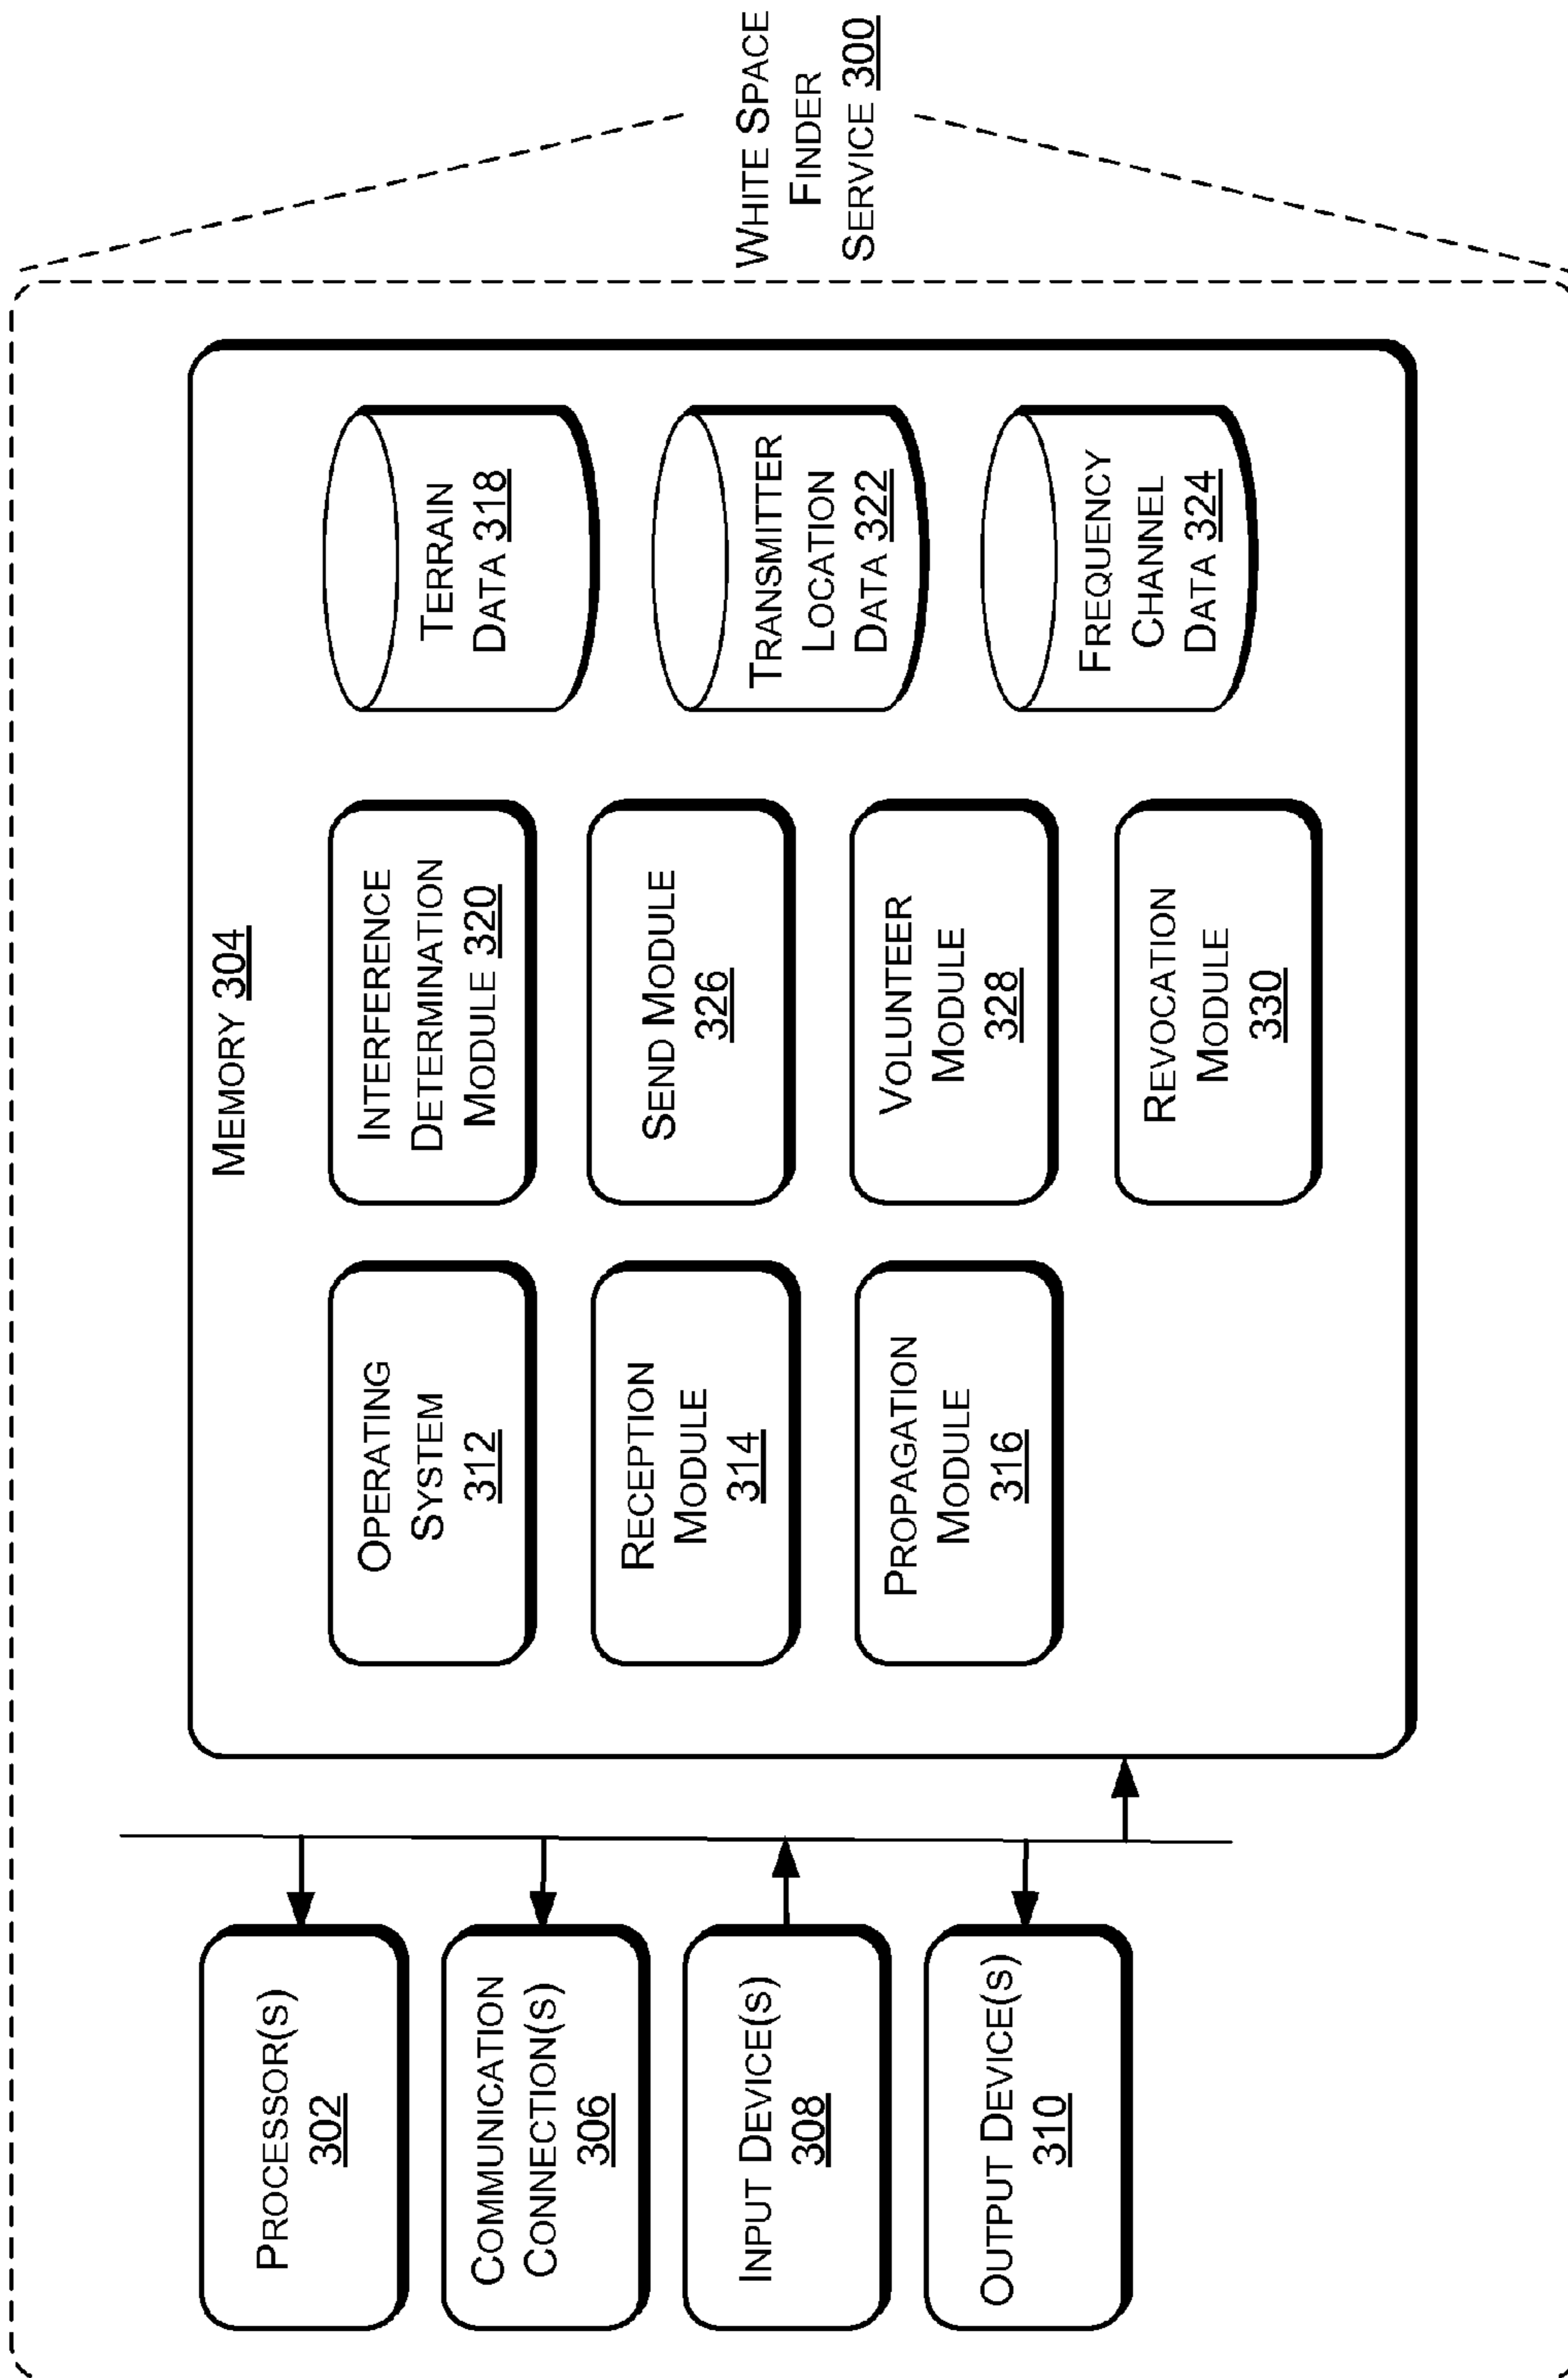 WHITE SPACE
FINDER
SERVICE 300
MEMORY 304
PROCESSOR(S)
302
COMMUNICATION
CONNECTION(S)
306
INPUT DEVICE(S)
308
OUTPUT DEVICE(S)
310
OPERATING
SYSTEM
312
RECEPTION
MODULE
314
PROPAGATION
MODULE
316
INTERFERENCE
DETERMINATION
MODULE 320
SEND MODULE
326
VOLUNTEER
MODULE
328
REVOCATION
MODULE
330
TERRAIN
DATA 318
TRANSMITTER
LOCATION
DATA 322
FREQUENCY
CHANNEL
DATA 324